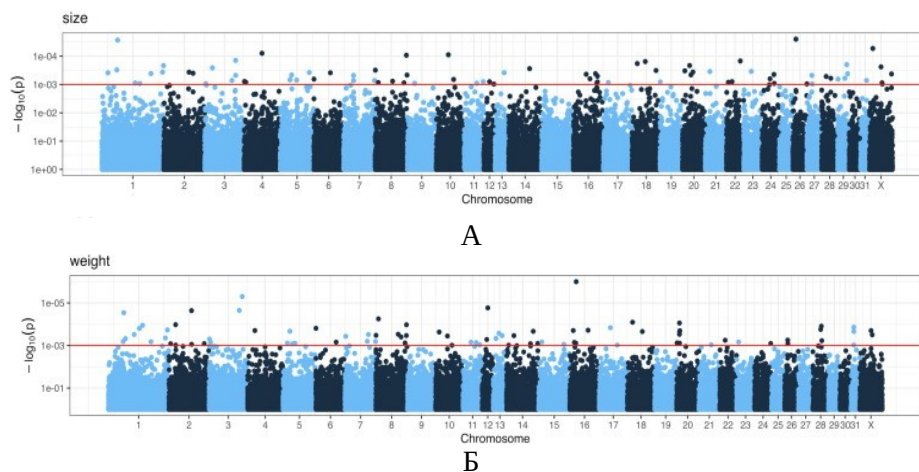 size
1e-04
1e-03
1e-02
1e-01
1e+00
− log₁₀(p)
1 2 3 4 5 6 7 8 9 10 11 12 13 14 15 16 17 18 19 20 21 22 23 24 25 26 27 28 29 30 31 X
Chromosome
А
weight
1e-05
1e-03
1e-01
− log₁₀(p)
1 2 3 4 5 6 7 8 9 10 11 12 13 14 15 16 17 18 19 20 21 22 23 24 25 26 27 28 29 30 31 X
Chromosome
Б